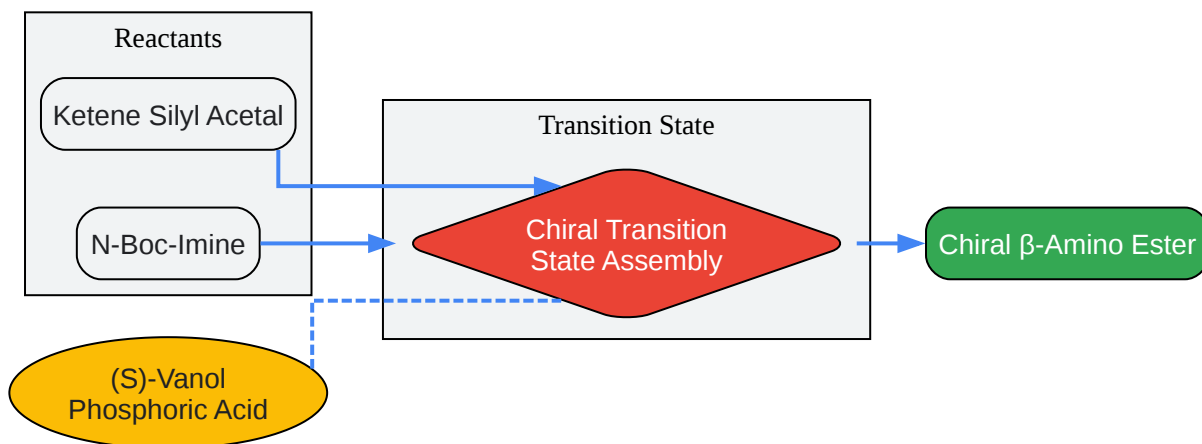 Reactants
Ketene Silyl Acetal
N-Boc-Imine
(S)-Vanol
Phosphoric Acid
Transition State
Chiral Transition
State Assembly
Chiral β-Amino Ester